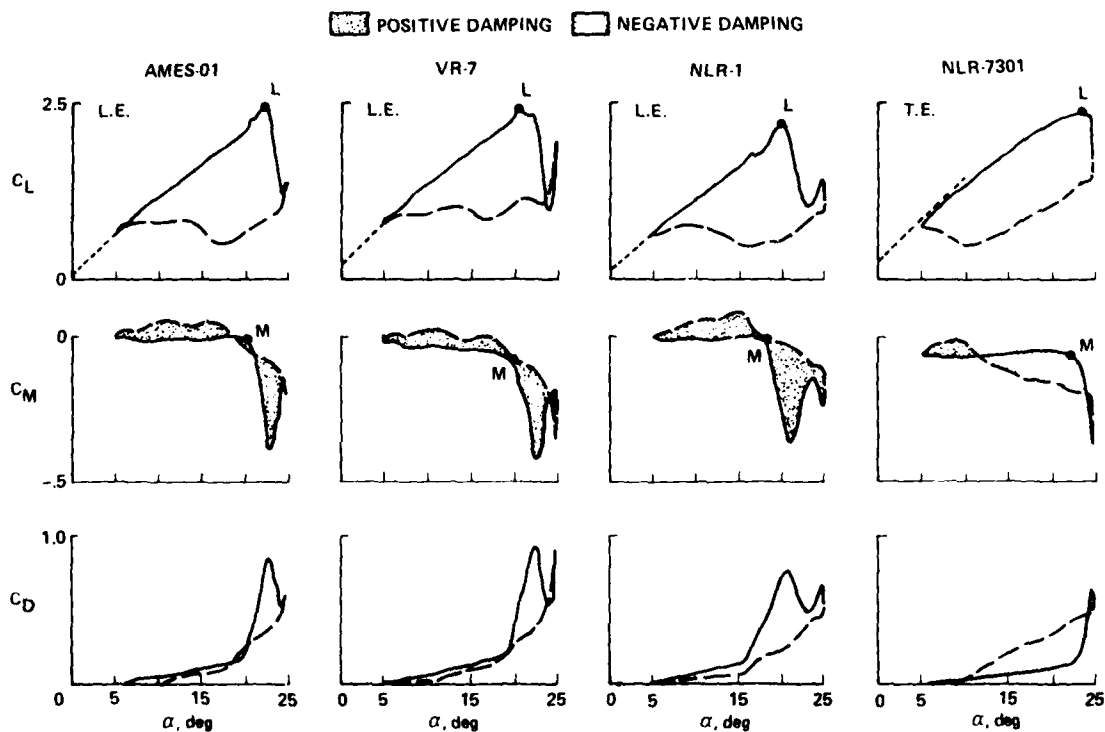 POSITIVE DAMPING NEGATIVE DAMPING
AMES-01 VR-7 NLR-1 NLR-7301
2.5 L.E. L L.E. L L.E. L T.E. L
C_L
0
0 M M M M
C_M
-.5
1.0
C_D
0 5 15 25 0 5 15 25 0 5 15 25 0 5 15 25
α, deg α, deg α, deg α, deg